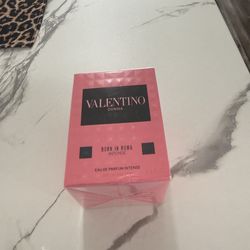 VALENTINO
DONNA
BORN IN ROMA
INTENSE
EAU DE PARFUM INTENSE